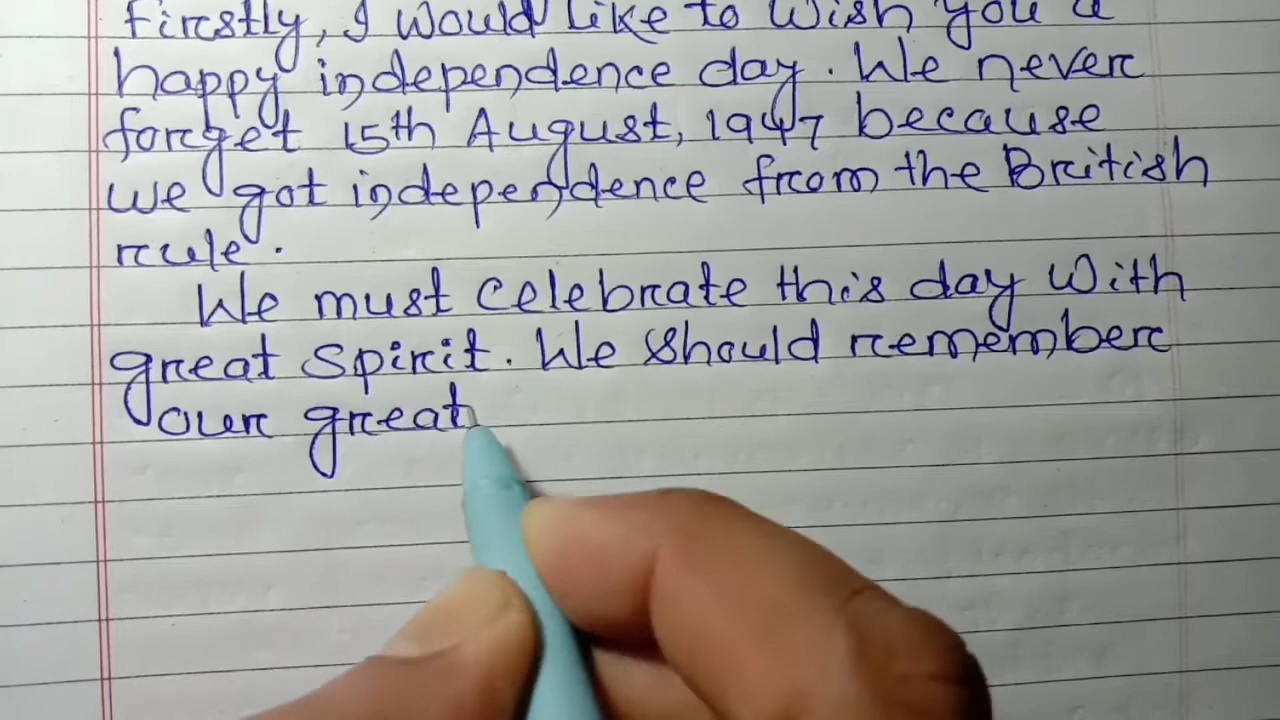 Firstly, I would like to wish you a
happy independence day. We never
forget 15th August, 1947 because
we got independence from the British
rule.
We must celebrate this day with
great spirit. We should remember
our great